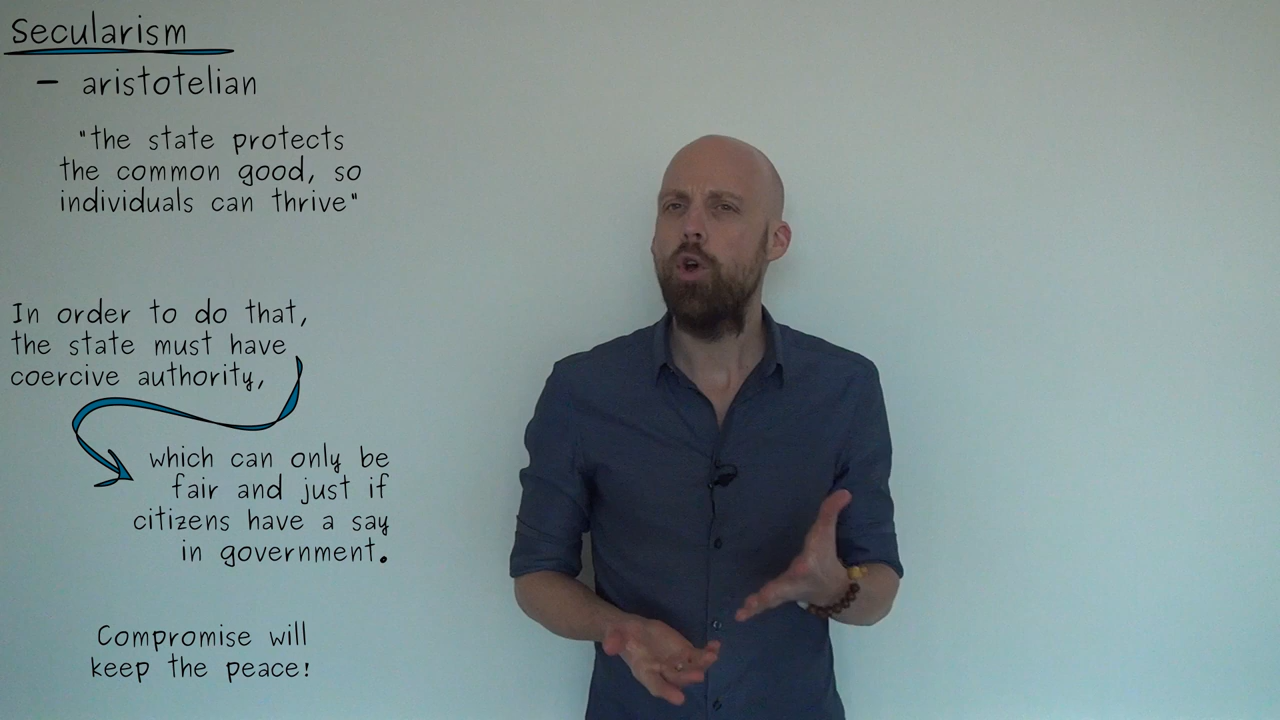 Secularism
- aristotelian
"the state protects
the common good, so
individuals can thrive"
In order to do that,
the state must have
coercive authority,
which can only be
fair and just if
citizens have a say
in government.
Compromise will
keep the peace!